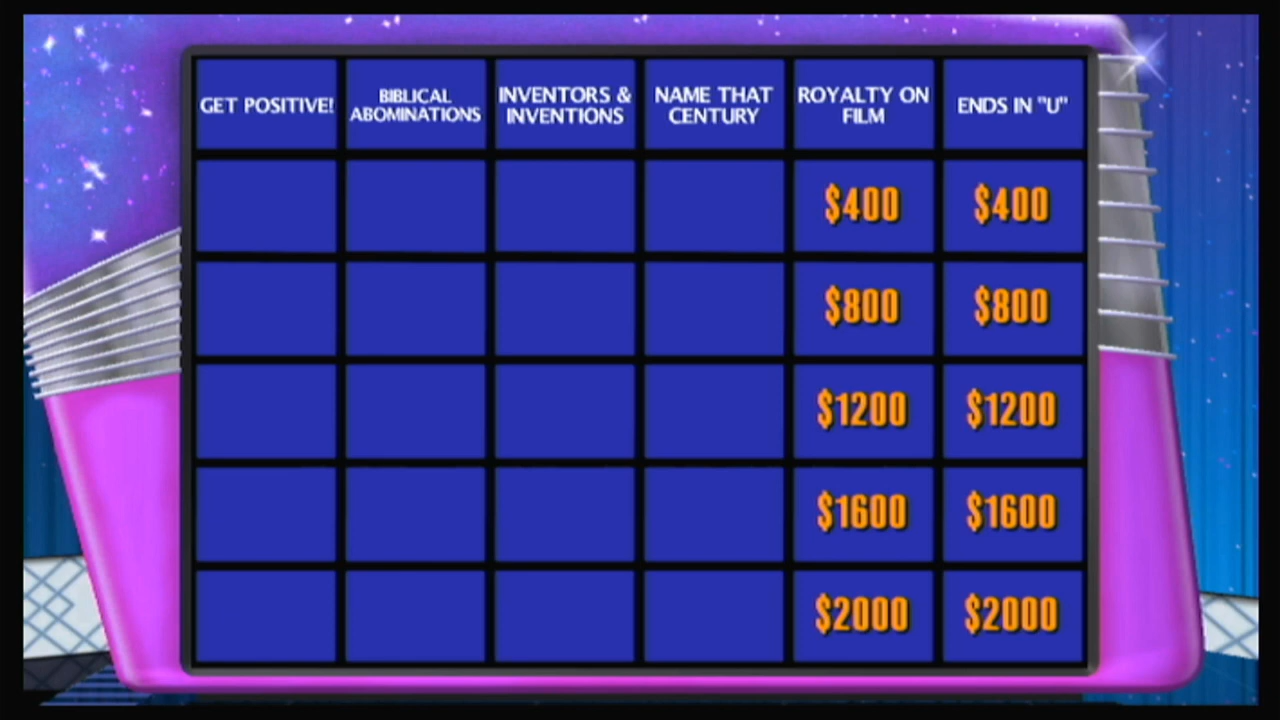 GET POSITIVE!
BIBLICAL
ABOMINATIONS
INVENTORS &
INVENTIONS
NAME THAT
CENTURY
ROYALTY ON
FILM
ENDS IN "U"
$400 $400
$800 $800
$1200 $1200
$1600 $1600
$2000 $2000